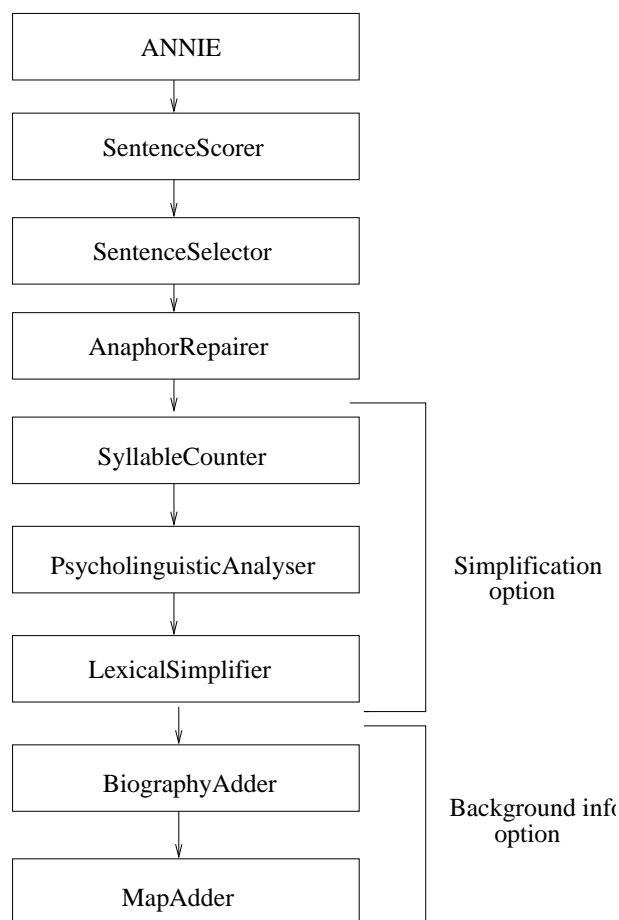 ANNIE
SentenceScorer
SentenceSelector
AnaphorRepairer
SyllableCounter
PsycholinguisticAnalyser
Simplification
option
LexicalSimplifier
BiographyAdder
Background info
option
MapAdder